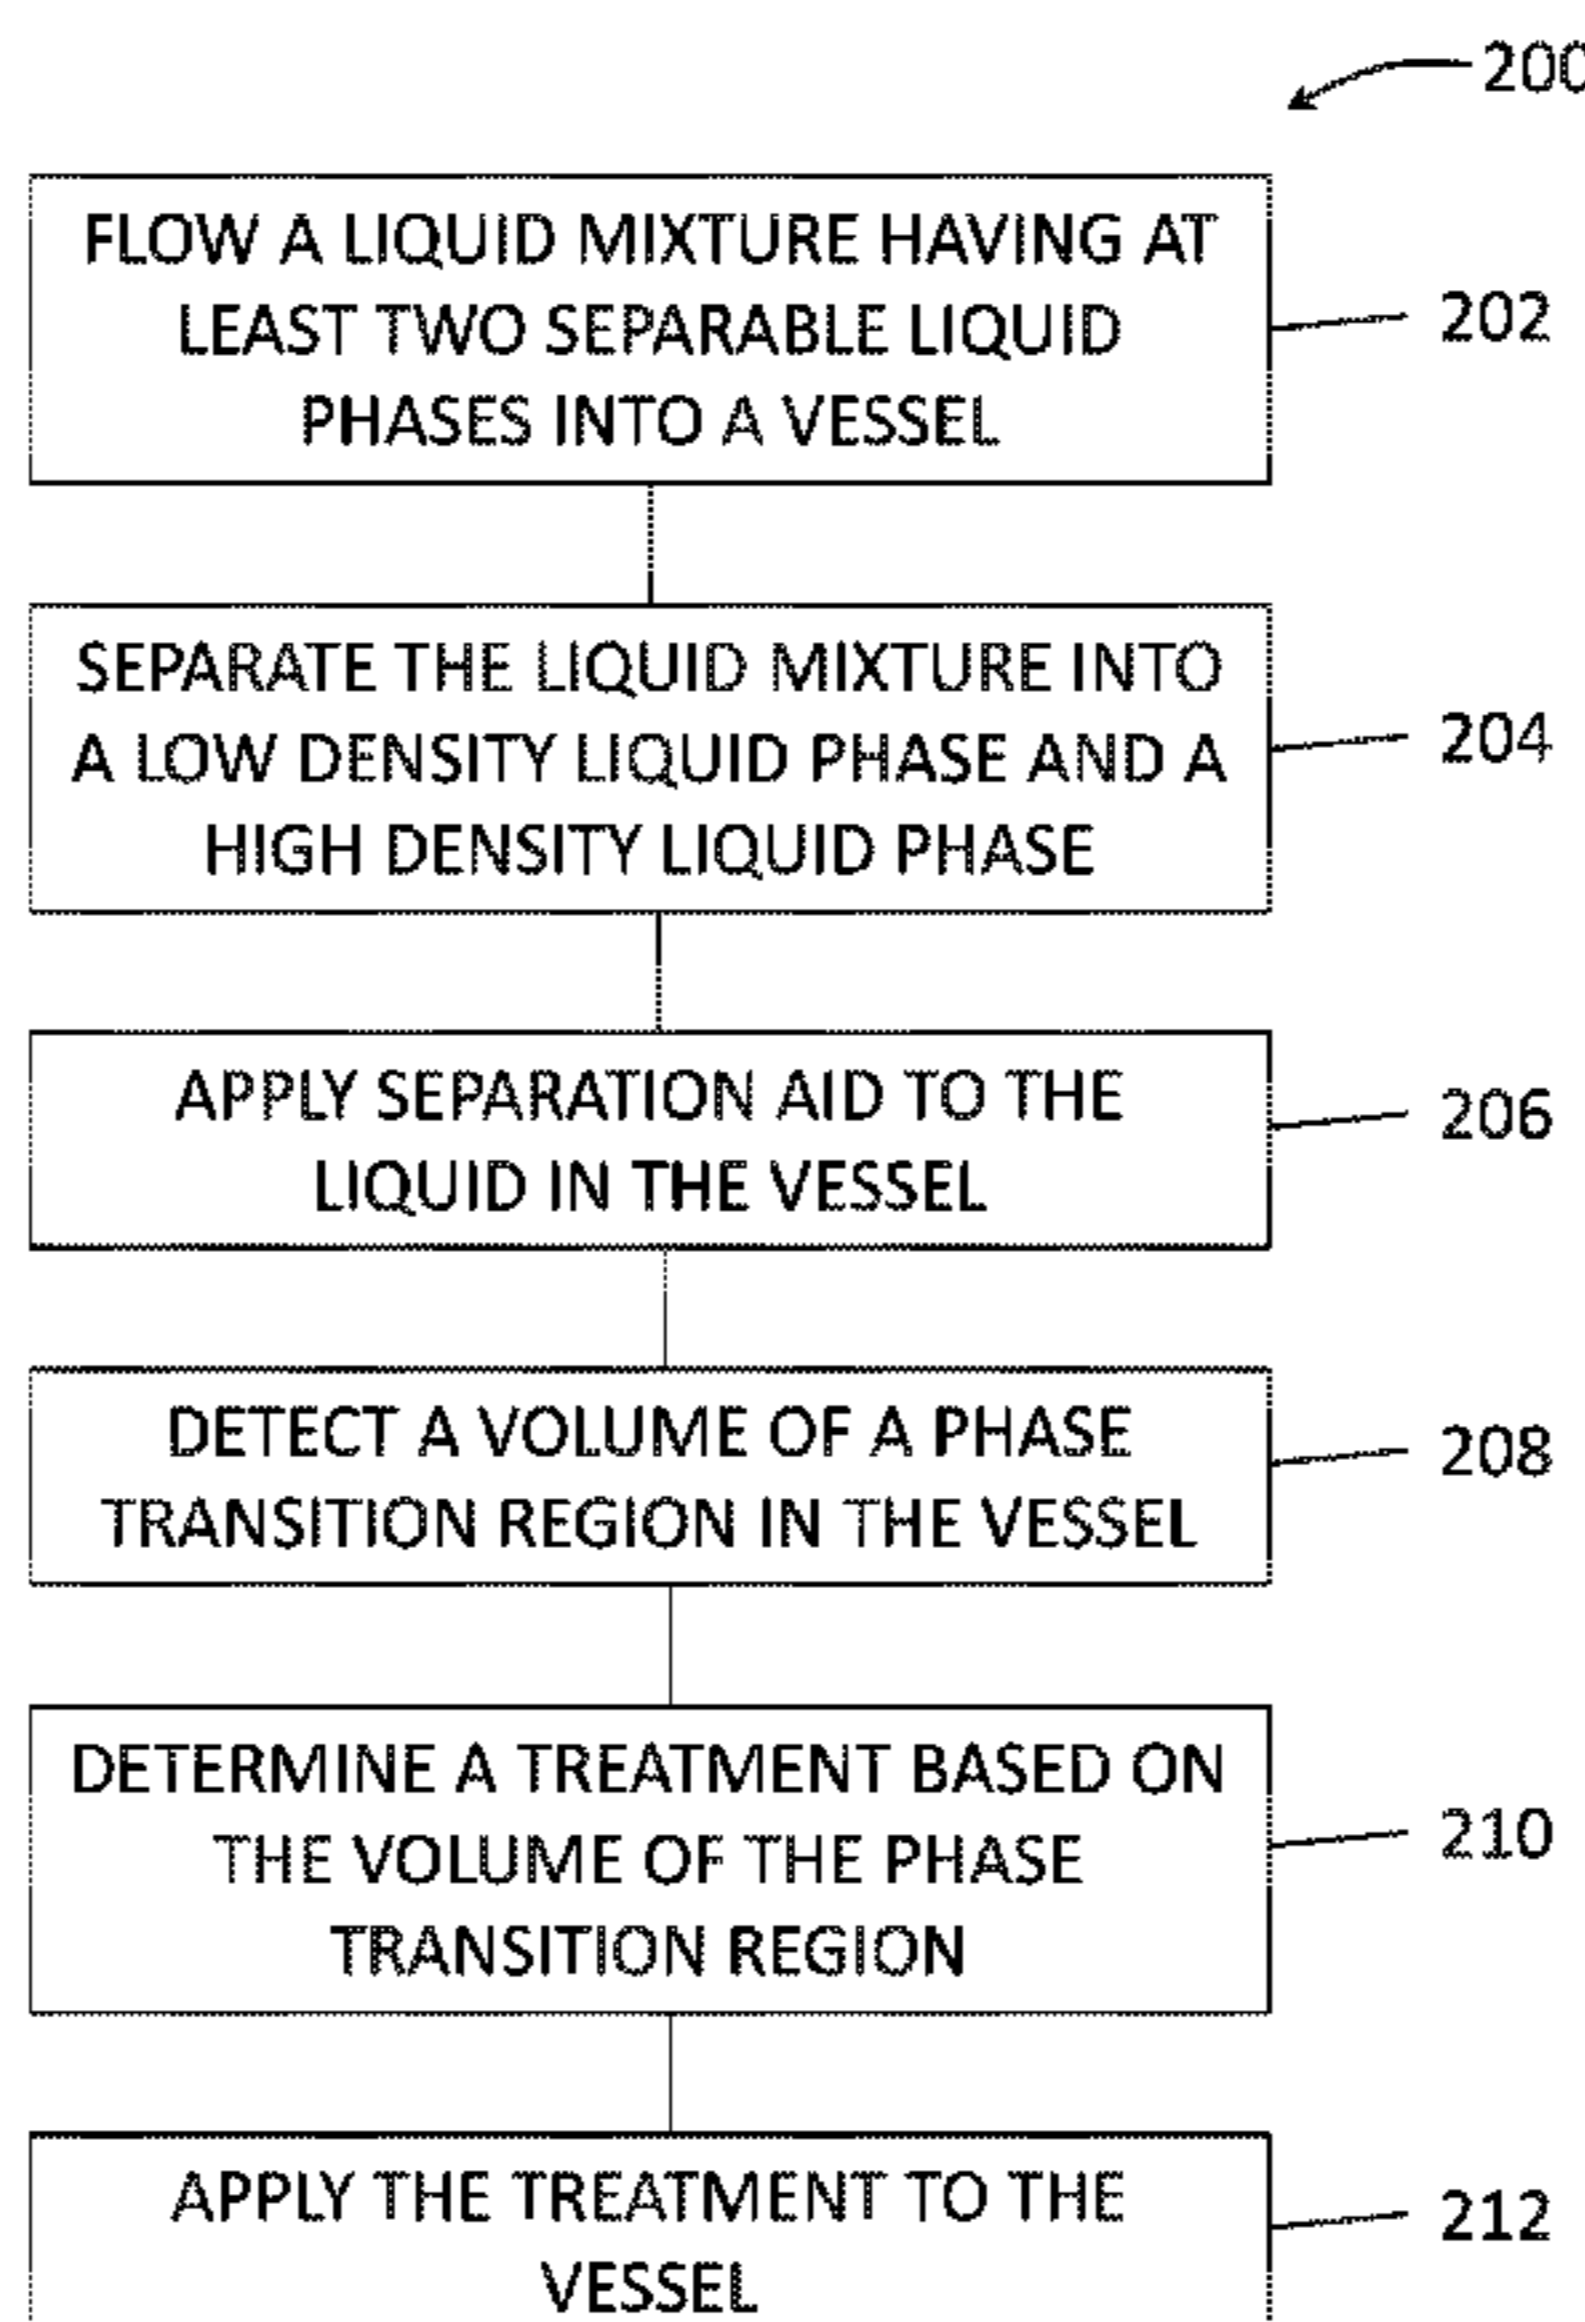 200
FLOW A LIQUID MIXTURE HAVING AT
LEAST TWO SEPARABLE LIQUID
PHASES INTO A VESSEL
202
SEPARATE THE LIQUID MIXTURE INTO
A LOW DENSITY LIQUID PHASE AND A
HIGH DENSITY LIQUID PHASE
204
APPLY SEPARATION AID TO THE
LIQUID IN THE VESSEL
206
DETECT A VOLUME OF A PHASE
TRANSITION REGION IN THE VESSEL
208
DETERMINE A TREATMENT BASED ON
THE VOLUME OF THE PHASE
TRANSITION REGION
210
APPLY THE TREATMENT TO THE
VESSEL
212